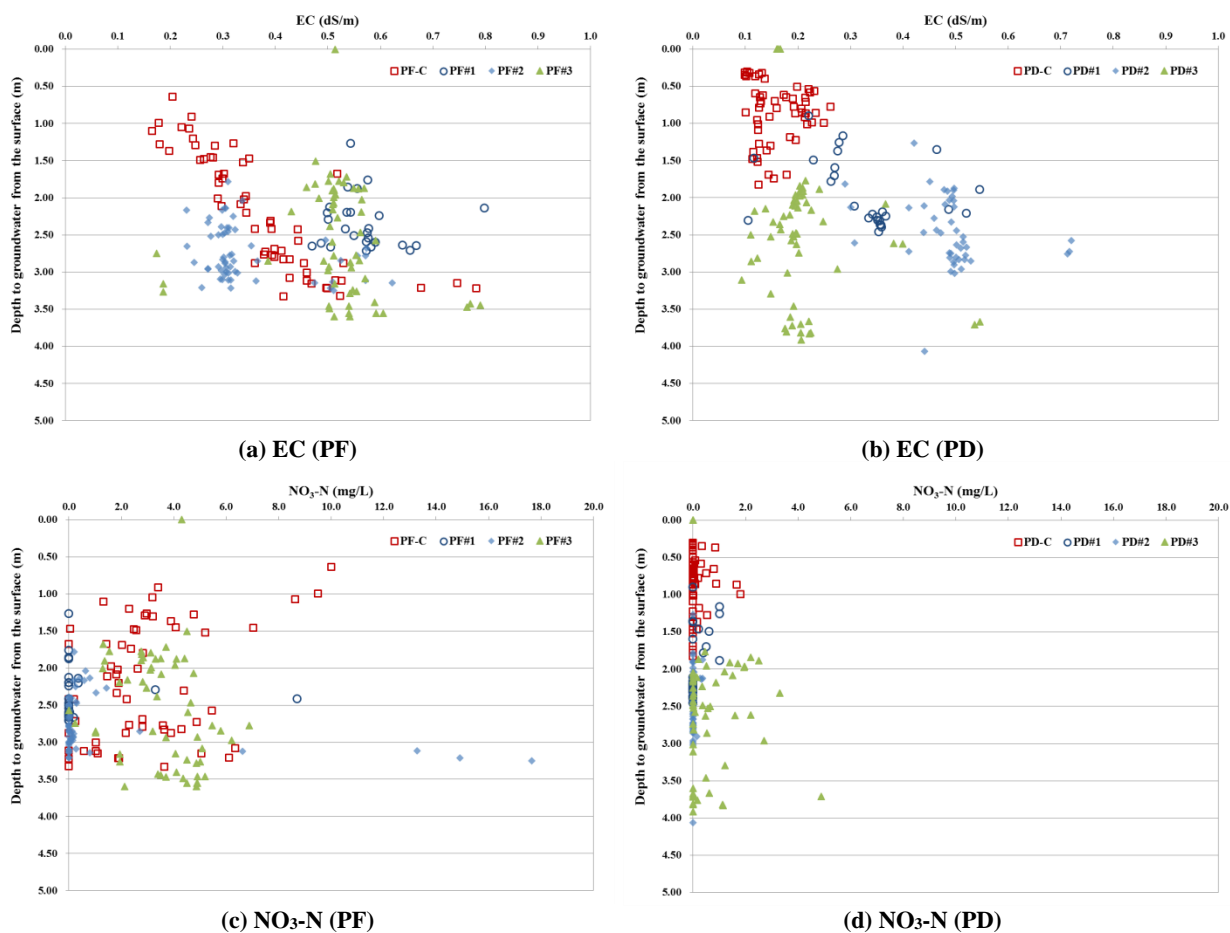 EC (dS/m)
0.0 0.1 0.2 0.3 0.4 0.5 0.6 0.7 0.8 0.9 1.0
Depth to groundwater from the surface (m)
0.00
PF-C PF#1 PF#2 PF#3
0.50
1.00
1.50
2.00
2.50
3.00
3.50
4.00
4.50
5.00
(a) EC (PF)
EC (dS/m)
0.0 0.1 0.2 0.3 0.4 0.5 0.6 0.7 0.8 0.9 1.0
Depth to groundwater from the surface (m)
0.00
PD-C PD#1 PD#2 PD#3
0.50
1.00
1.50
2.00
2.50
3.00
3.50
4.00
4.50
5.00
(b) EC (PD)
NO3-N (mg/L)
0.0 2.0 4.0 6.0 8.0 10.0 12.0 14.0 16.0 18.0 20.0
Depth to groundwater from the surface (m)
0.00
PF-C PF#1 PF#2 PF#3
0.50
1.00
1.50
2.00
2.50
3.00
3.50
4.00
4.50
5.00
(c) NO3-N (PF)
NO3-N (mg/L)
0.0 2.0 4.0 6.0 8.0 10.0 12.0 14.0 16.0 18.0 20.0
Depth to groundwater from the surface (m)
0.00
PD-C PD#1 PD#2 PD#3
0.50
1.00
1.50
2.00
2.50
3.00
3.50
4.00
4.50
5.00
(d) NO3-N (PD)